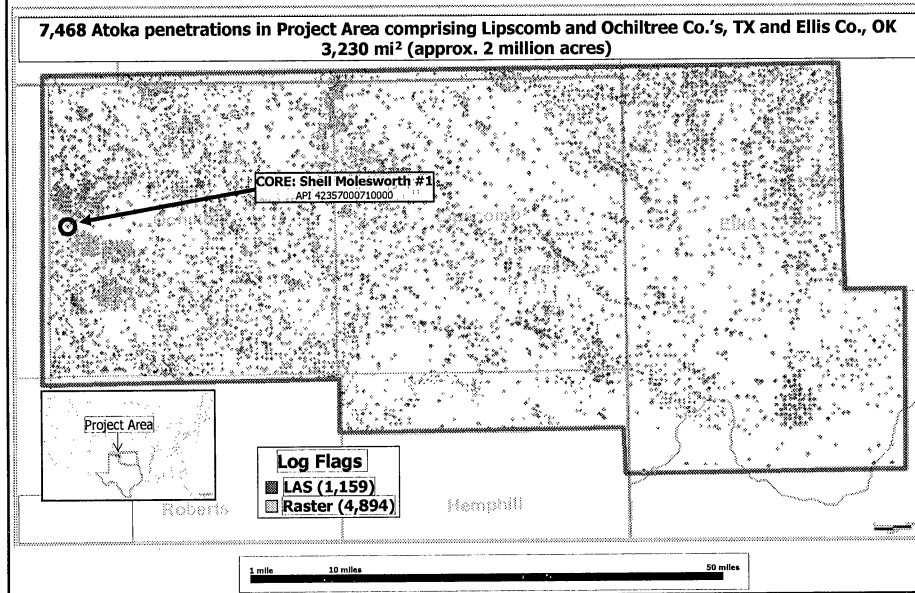 7,468 Atoka penetrations in Project Area comprising Lipscomb and Ochiltree Co.'s, TX and Ellis Co., OK
3,230 mi² (approx. 2 million acres)
CORE: Shell Molesworth #1
API 42357000710000
Ellis
Project Area
Log Flags
LAS (1,159)
Raster (4,894)
Roberts
Hemphill
1 mile 10 miles 50 miles